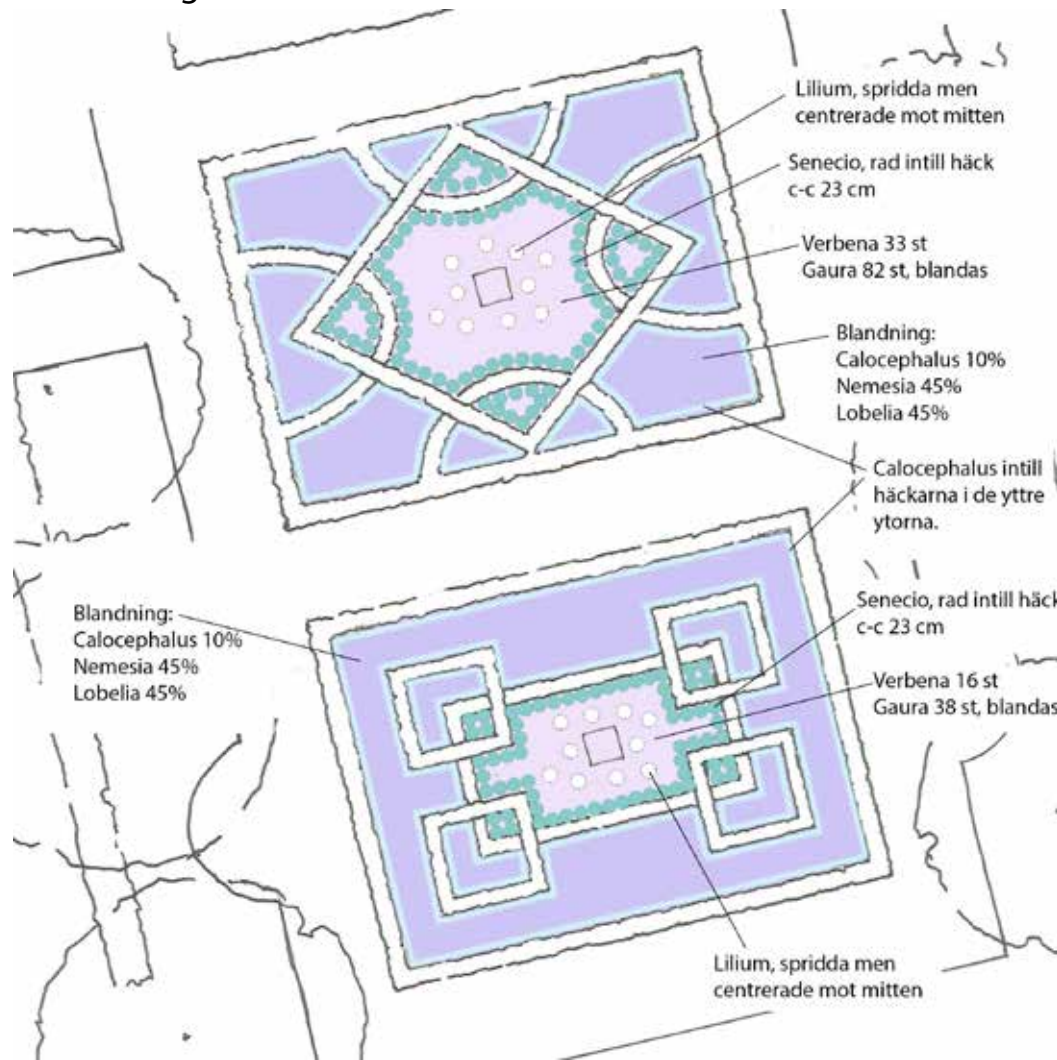 Lilium, spridda men
centrerade mot mitten
Senecio, rad intill häck
c-c 23 cm
Verbena 33 st
Gaura 82 st, blandas
Blandning:
Calocephalus 10%
Nemesia 45%
Lobelia 45%
Calocephalus intill
häckarna i de yttre
ytorna.
Blandning:
Calocephalus 10%
Nemesia 45%
Lobelia 45%
Senecio, rad intill häck
c-c 23 cm
Verbena 16 st
Gaura 38 st, blandas
Lilium, spridda men
centrerade mot mitten